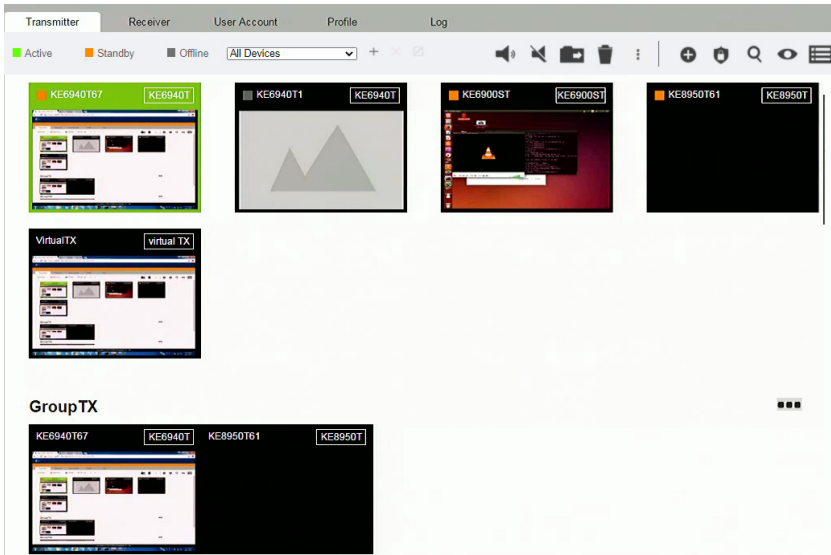 Transmitter Receiver User Account Profile Log
Active Standby Offline All Devices
KE6940T67 KE6940T KE6940T1 KE6940T KE6900ST KE6900ST KE8950T61 KE8950T
VirtualTX virtual TX
GroupTX
KE6940T67 KE6940T KE8950T61 KE8950T